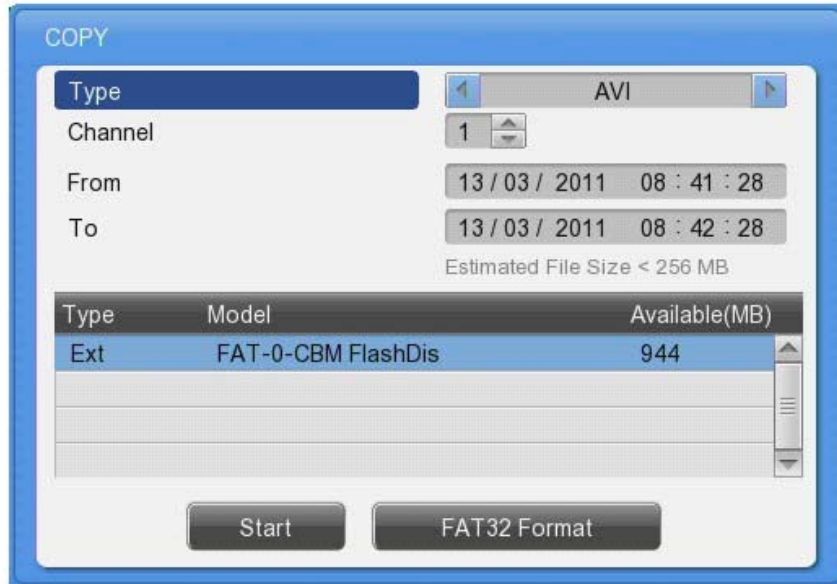 COPY
Type AVI
Channel 1
From 13 / 03 / 2011 08 : 41 : 28
To 13 / 03 / 2011 08 : 42 : 28
Estimated File Size < 256 MB
Type Model Available(MB)
Ext FAT-0-CBM FlashDis 944
Start FAT32 Format